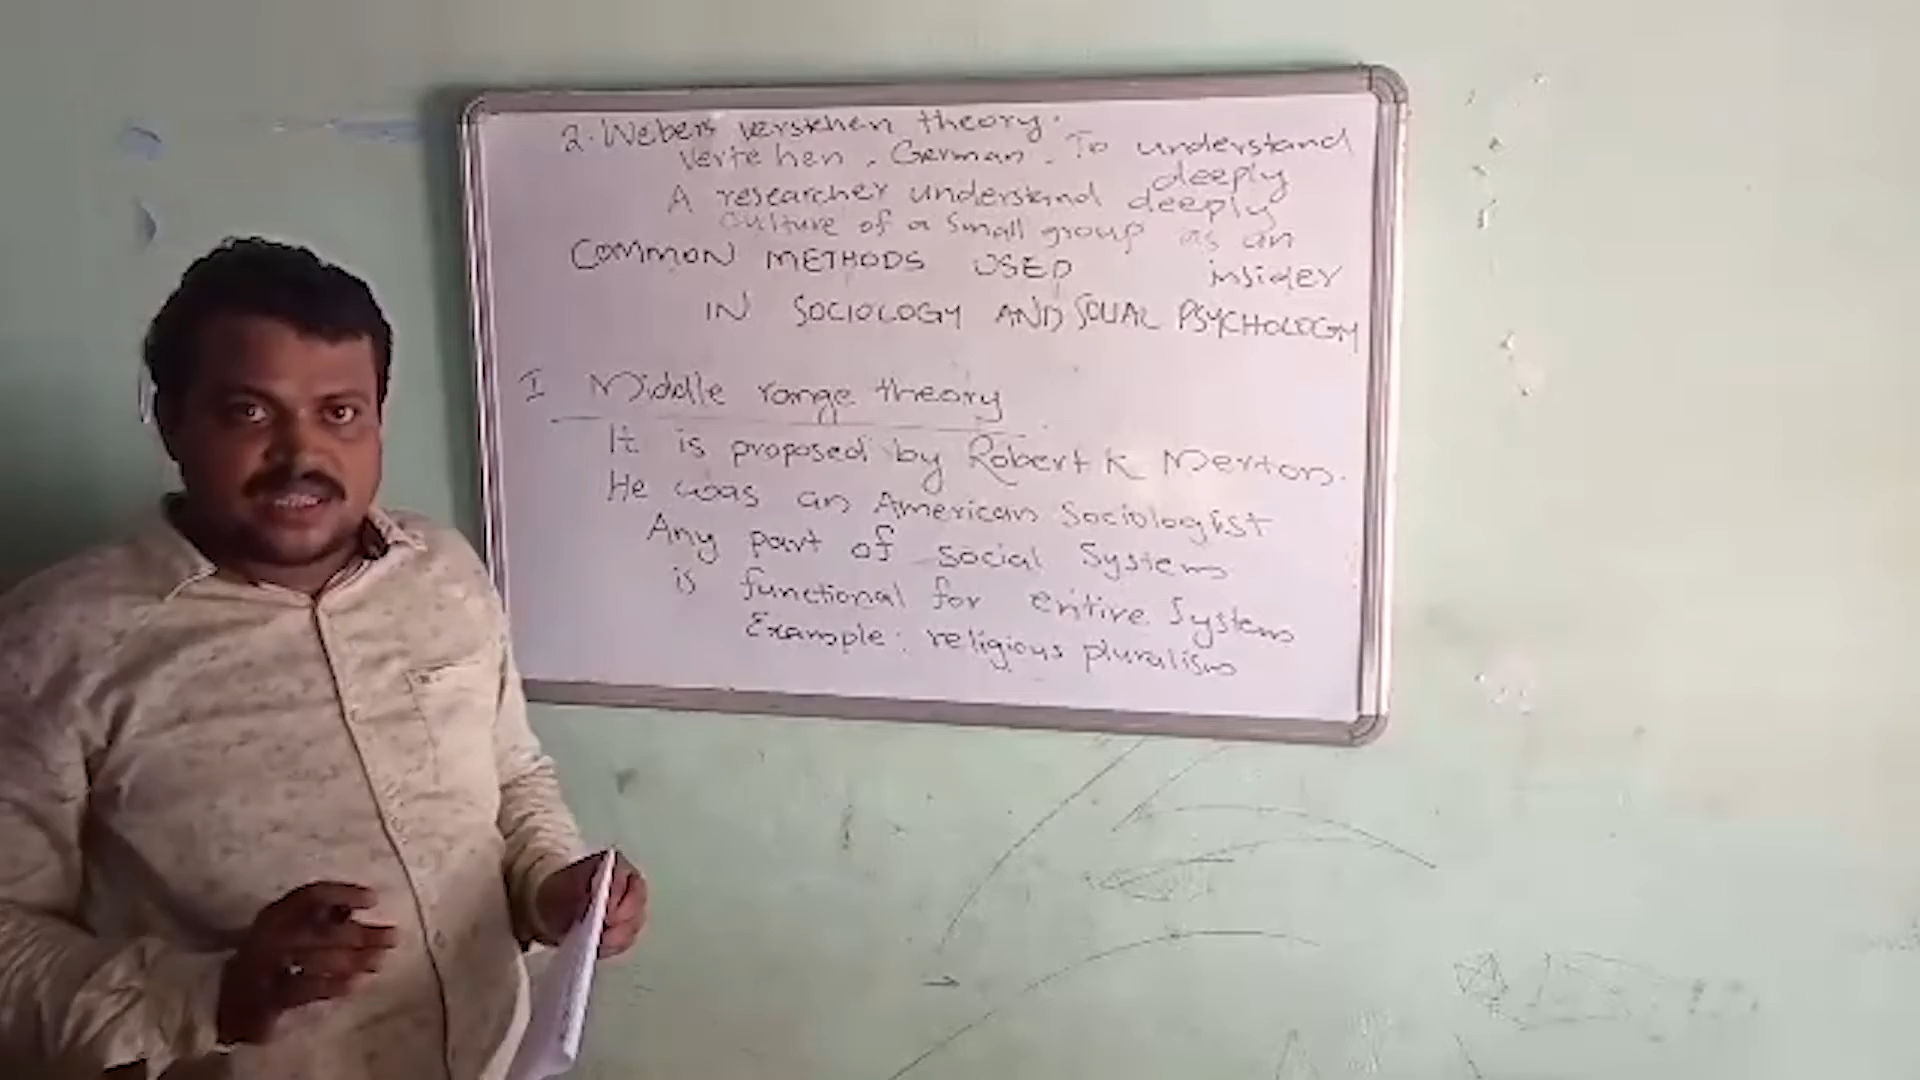 2. Webers verstehen theory.
Vertehen. German. To understand
deeply
A researcher understand deeply
culture of a small group as an
insider
COMMON METHODS USED
IN SOCIOLOGY AND SOCIAL PSYCHOLOGY
I Middle range theory
It is proposed by Robert K Merton.
He was an American Sociologist
Any part of social System
is functional for entire System
Example: religious pluralism